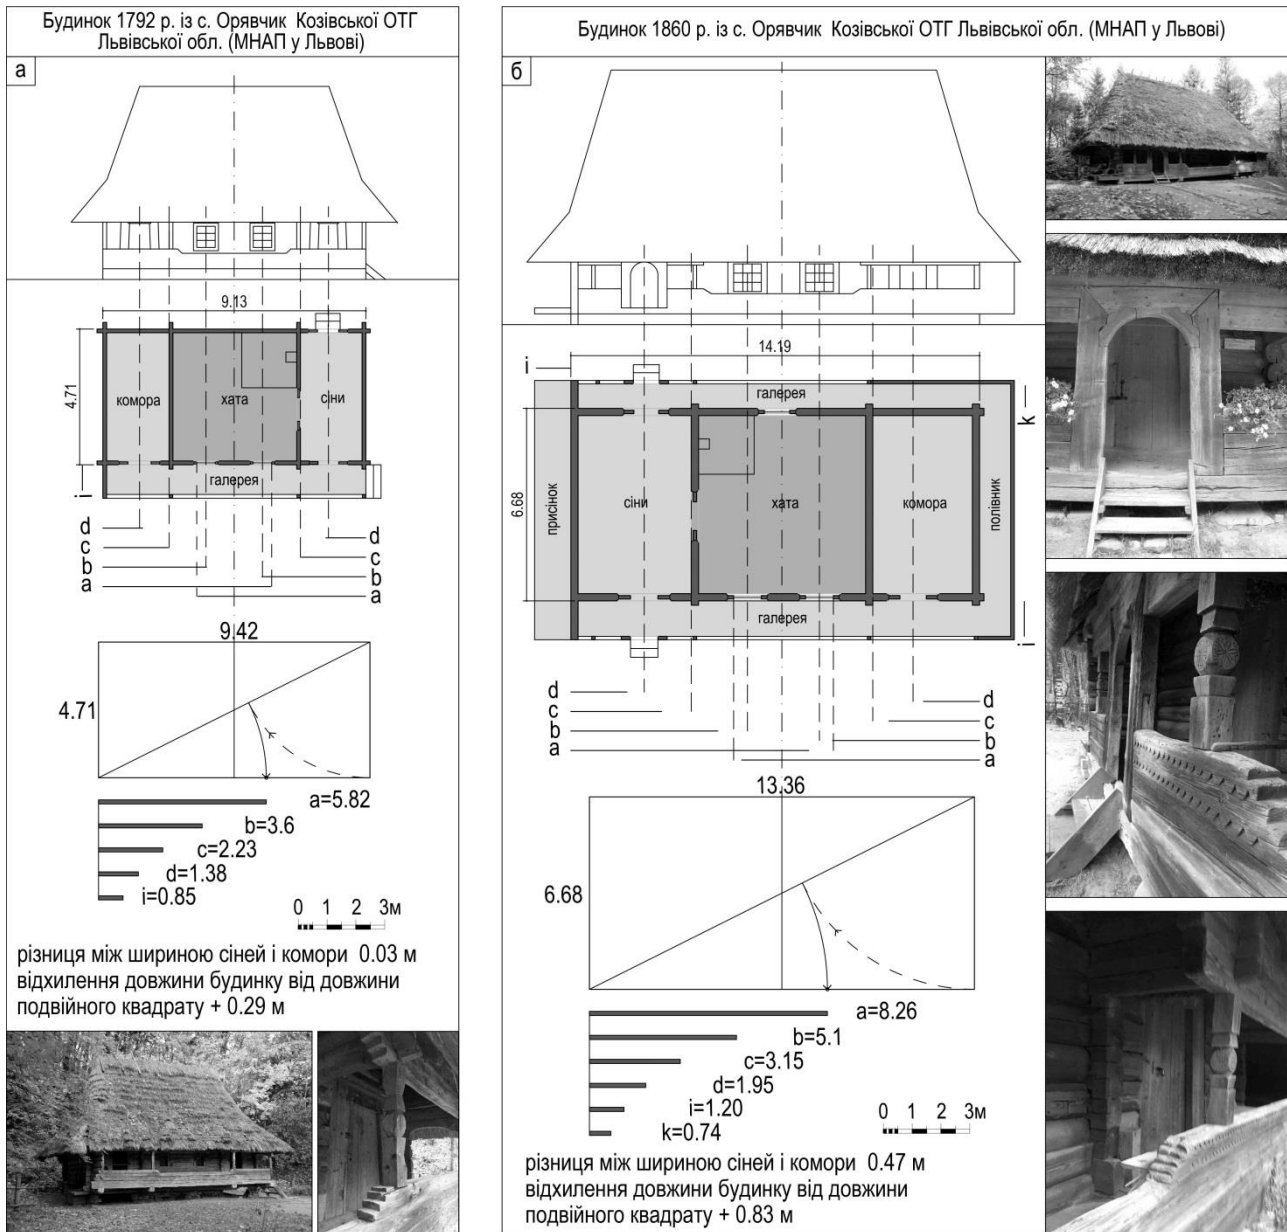 Будинок 1792 р. із с. Орявчик Козівської ОТГ
Львівської обл. (МНАП у Львові)
а
9.13
4.71
комора
хата
сіни
галерея
i
d
c
b
a
d
c
b
a
9.42
4.71
a=5.82
b=3.6
c=2.23
d=1.38
i=0.85
0 1 2 3м
різниця між шириною сіней і комори 0.03 м
відхилення довжини будинку від довжини
подвійного квадрату + 0.29 м
Будинок 1860 р. із с. Орявчик Козівської ОТГ Львівської обл. (МНАП у Львові)
б
i
14.19
галерея
k
6.68
присінок
сіни
хата
комора
полівник
галерея
i
d
c
b
a
d
c
b
a
13.36
6.68
a=8.26
b=5.1
c=3.15
d=1.95
i=1.20
k=0.74
0 1 2 3м
різниця між шириною сіней і комори 0.47 м
відхилення довжини будинку від довжини
подвійного квадрату + 0.83 м